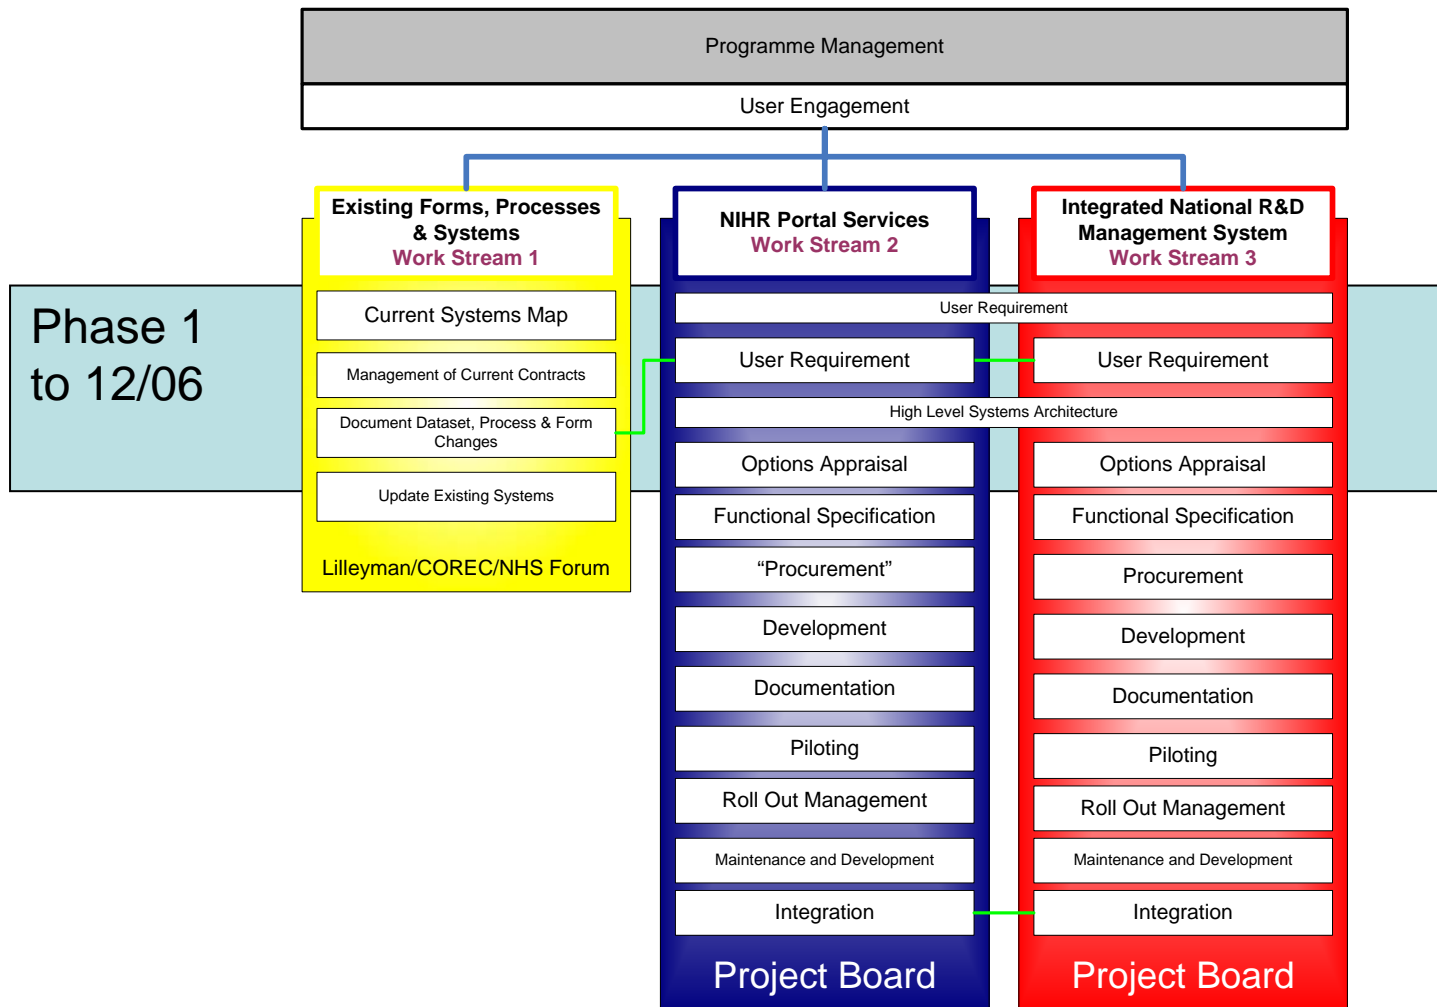 Programme Management
User Engagement
Existing Forms, Processes
& Systems
Work Stream 1
NIHR Portal Services
Work Stream 2
Integrated National R&D
Management System
Work Stream 3
Phase 1
to 12/06
Current Systems Map
Management of Current Contracts
Document Dataset, Process & Form
Changes
Update Existing Systems
Lilleyman/COREC/NHS Forum
User Requirement
User Requirement
User Requirement
High Level Systems Architecture
Options Appraisal
Options Appraisal
Functional Specification
Functional Specification
“Procurement”
Procurement
Development
Development
Documentation
Documentation
Piloting
Piloting
Roll Out Management
Roll Out Management
Maintenance and Development
Maintenance and Development
Integration
Integration
Project Board
Project Board